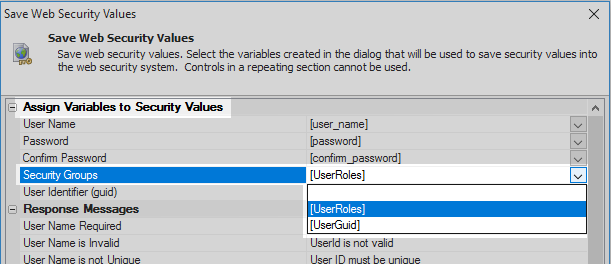 Save Web Security Values
Save Web Security Values
Save web security values. Select the variables created in the dialog that will be used to save security values into
the web security system. Controls in a repeating section cannot be used.
Assign Variables to Security Values
User Name [user_name]
Password [password]
Confirm Password [confirm_password]
Security Groups [UserRoles]
User Identifier (guid)
[UserRoles]
Response Messages
[UserGuid]
User Name Required
User Name is Invalid UserId is not valid
User Name is not Unique User ID must be unique